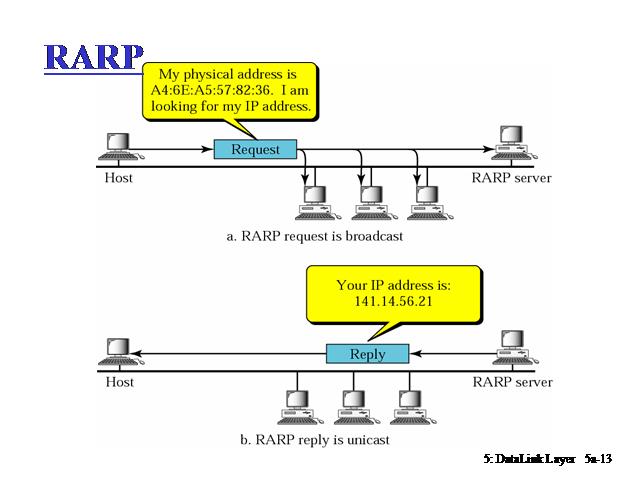 RARP
My physical address is
A4:6E:A5:57:82:36. I am
looking for my IP address.
Request
Host
RARP server
a. RARP request is broadcast
Your IP address is:
141.14.56.21
Reply
Host
RARP server
b. RARP reply is unicast
5: DataLink Layer 5a-13